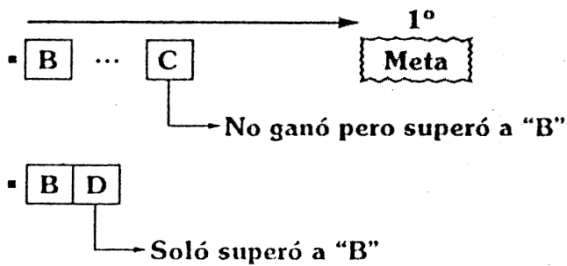 1º
B ... C Meta
No ganó pero superó a “B”
B D
Soló superó a “B”